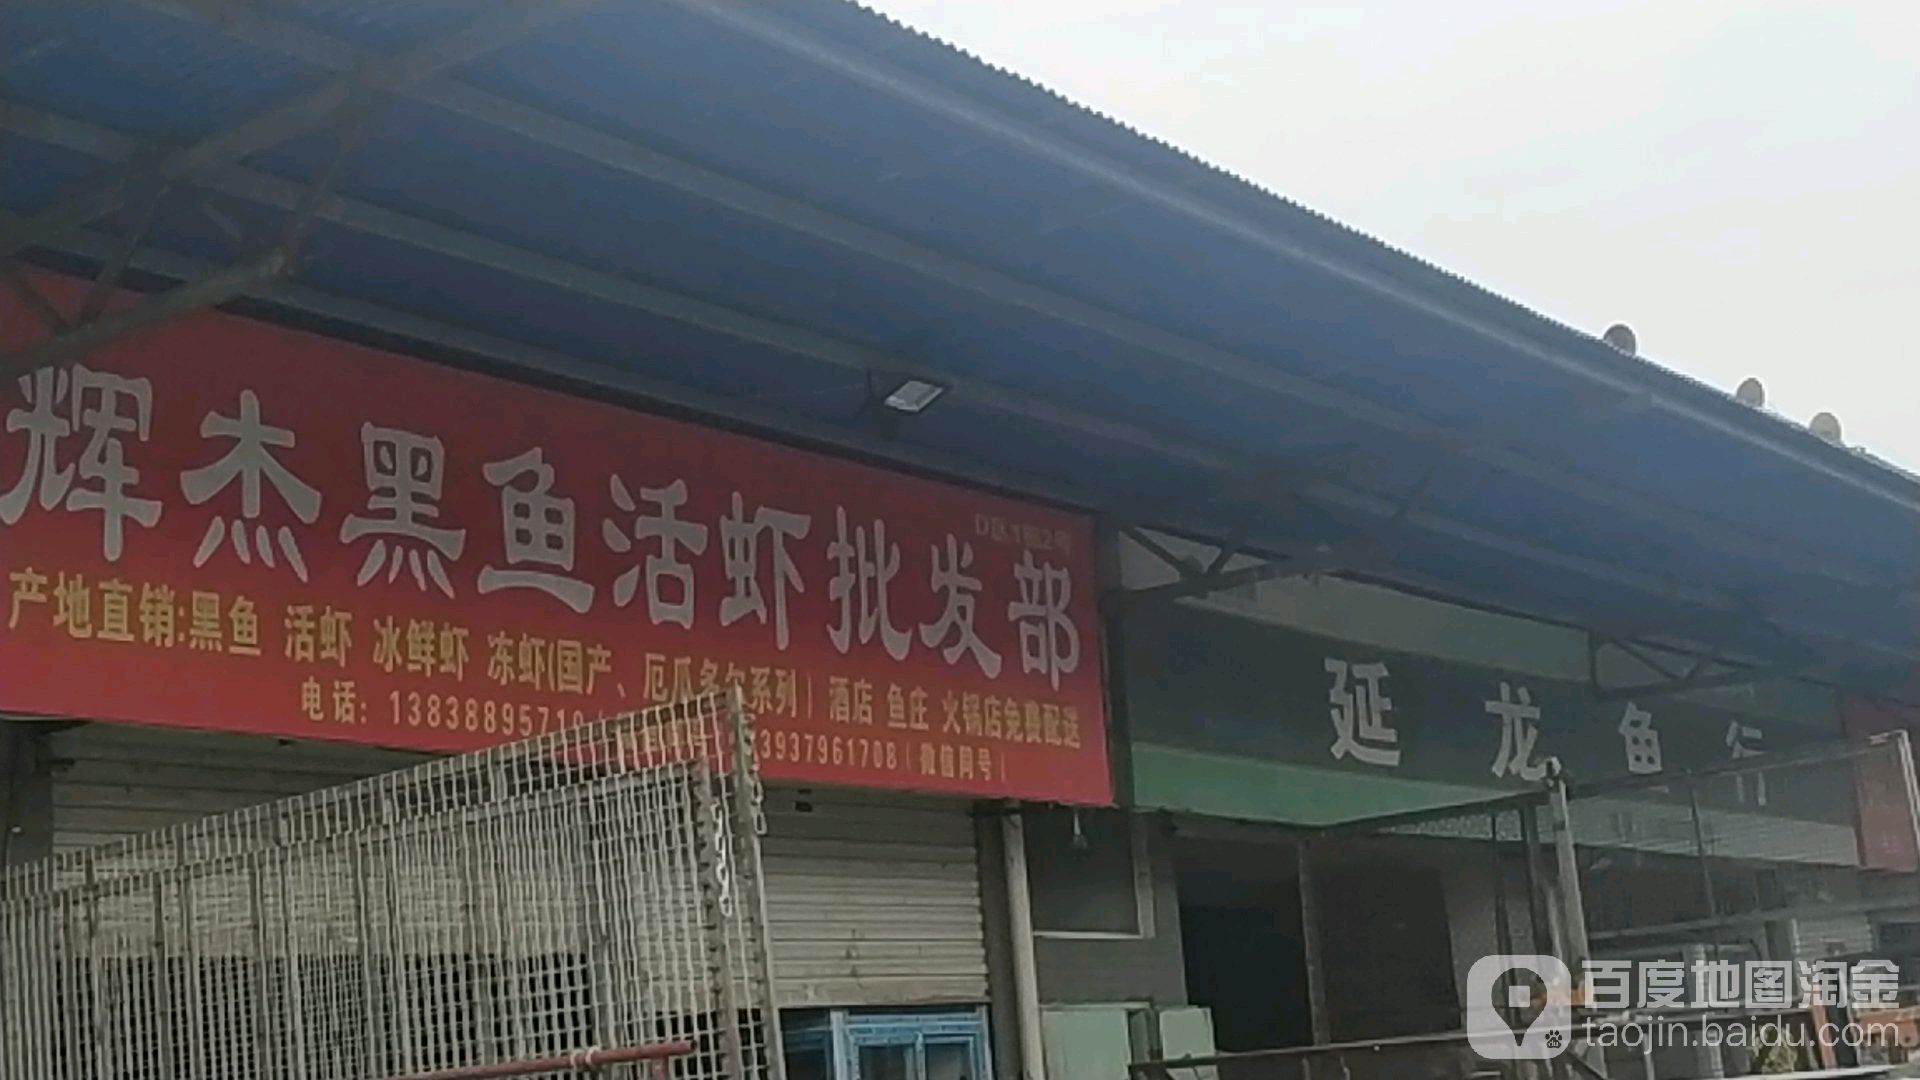 D区1排2号
辉杰黑鱼活虾批发部
产地直销:黑鱼 活虾 冰鲜虾 冻虾(国产、厄瓜多尔系列) 酒店 鱼庄 火锅店免费配送
电话: 1383889571 3937961708(微信同号)
延龙鱼行
百度地图淘金
taojin.baidu.com